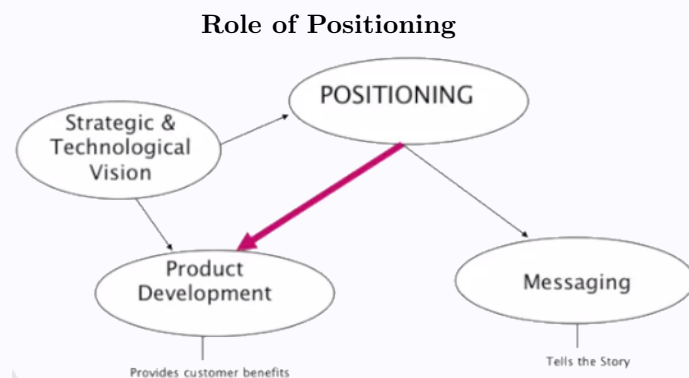 Role of Positioning
POSITIONING
Strategic &
Technological
Vision
Product
Development
Messaging
Tells the Story
Provides customer benefits